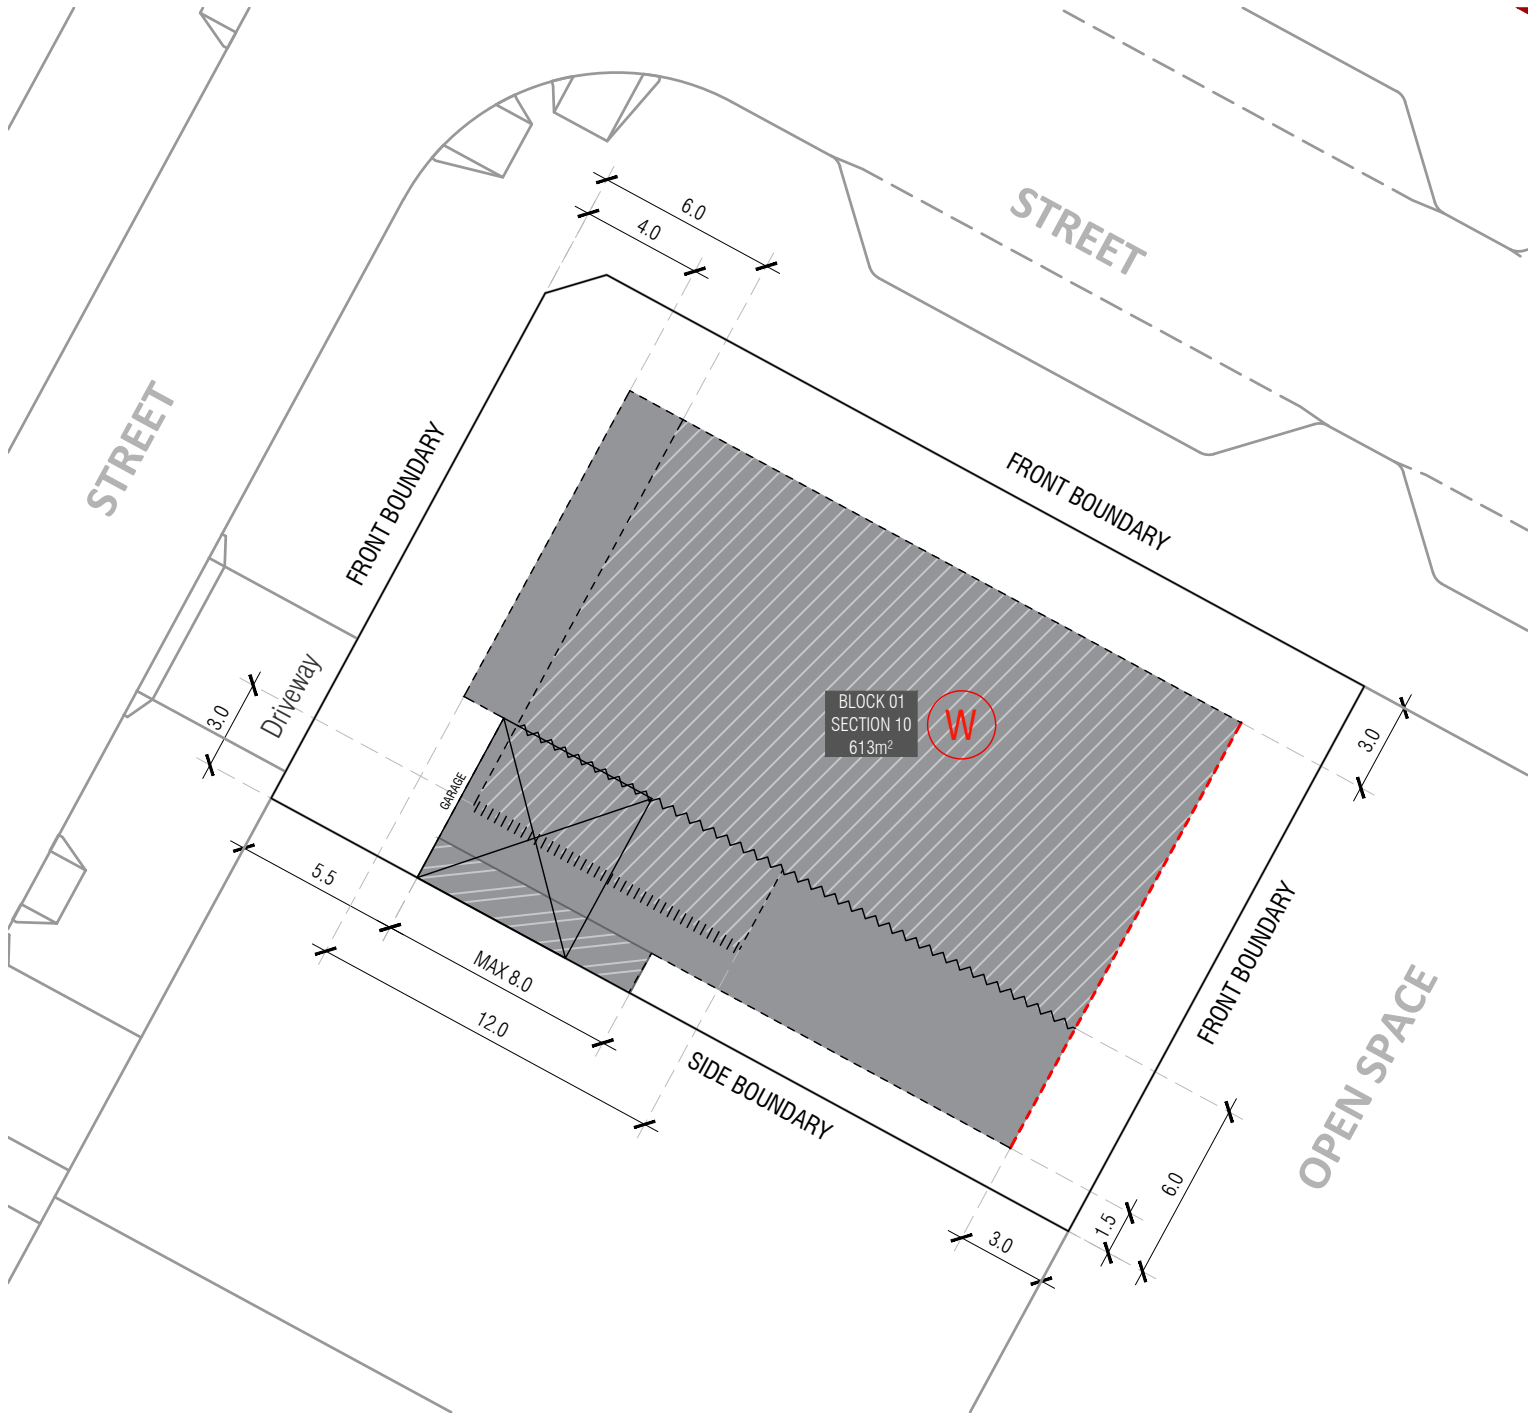 6.0
4.0
STREET
STREET
FRONT BOUNDARY
FRONT BOUNDARY
Driveway
3.0
BLOCK 01
SECTION 10
613m²
W
3.0
GARAGE
5.5
MAX 8.0
12.0
SIDE BOUNDARY
FRONT BOUNDARY
OPEN SPACE
6.0
1.5
3.0